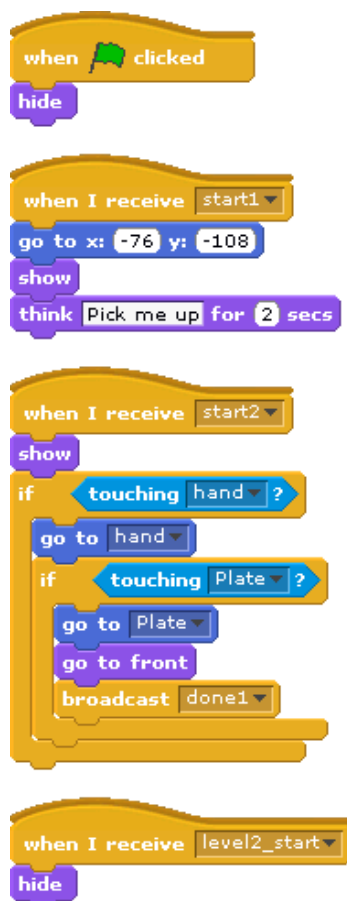 when clicked
hide
when I receive start1
go to x: -76 y: -108
show
think Pick me up for 2 secs
when I receive start2
show
if touching hand ?
go to hand
if touching Plate ?
go to Plate
go to front
broadcast done1
when I receive level2_start
hide